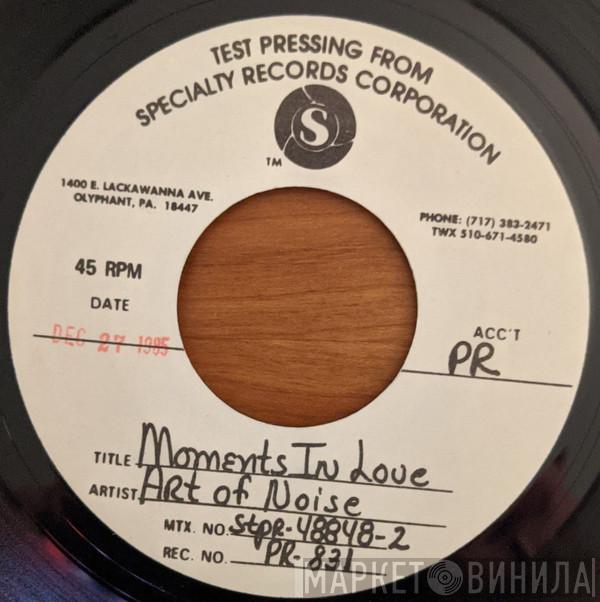 TEST PRESSING FROM
SPECIALTY RECORDS CORPORATION
S
TM
1400 E. LACKAWANNA AVE.
OLYPHANT, PA. 18447
PHONE: (717) 383-2471
TWX 510-671-4580
45 RPM
DATE
DEC 27 1985
ACC'T
PR
TITLE Moments In Love
ARTIST Art of Noise
MTX. NO. StPR-48848-2
REC. NO. PR-831
МАРКЕТ ВИНИЛА